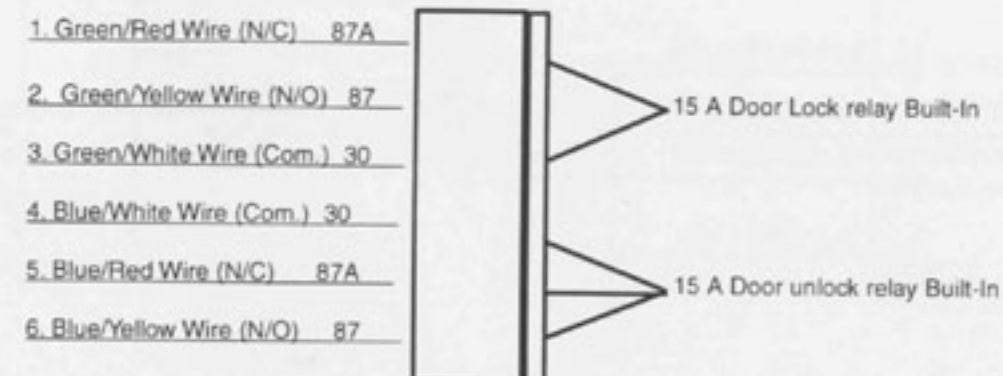 1. Green/Red Wire (N/C) 87A
2. Green/Yellow Wire (N/O) 87
3. Green/White Wire (Com.) 30
4. Blue/White Wire (Com.) 30
5. Blue/Red Wire (N/C) 87A
6. Blue/Yellow Wire (N/O) 87
15 A Door Lock relay Built-In
15 A Door unlock relay Built-In